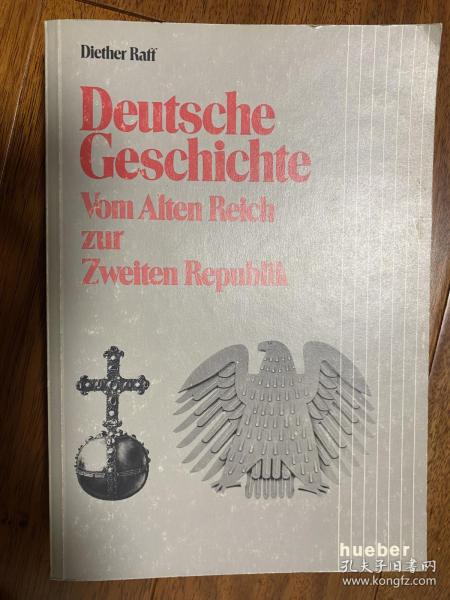 Diether Raff
Deutsche
Geschichte
Vom Alten Reich
zur
Zweiten Republik
hueber
孔夫子旧书网
www.kongfz.com